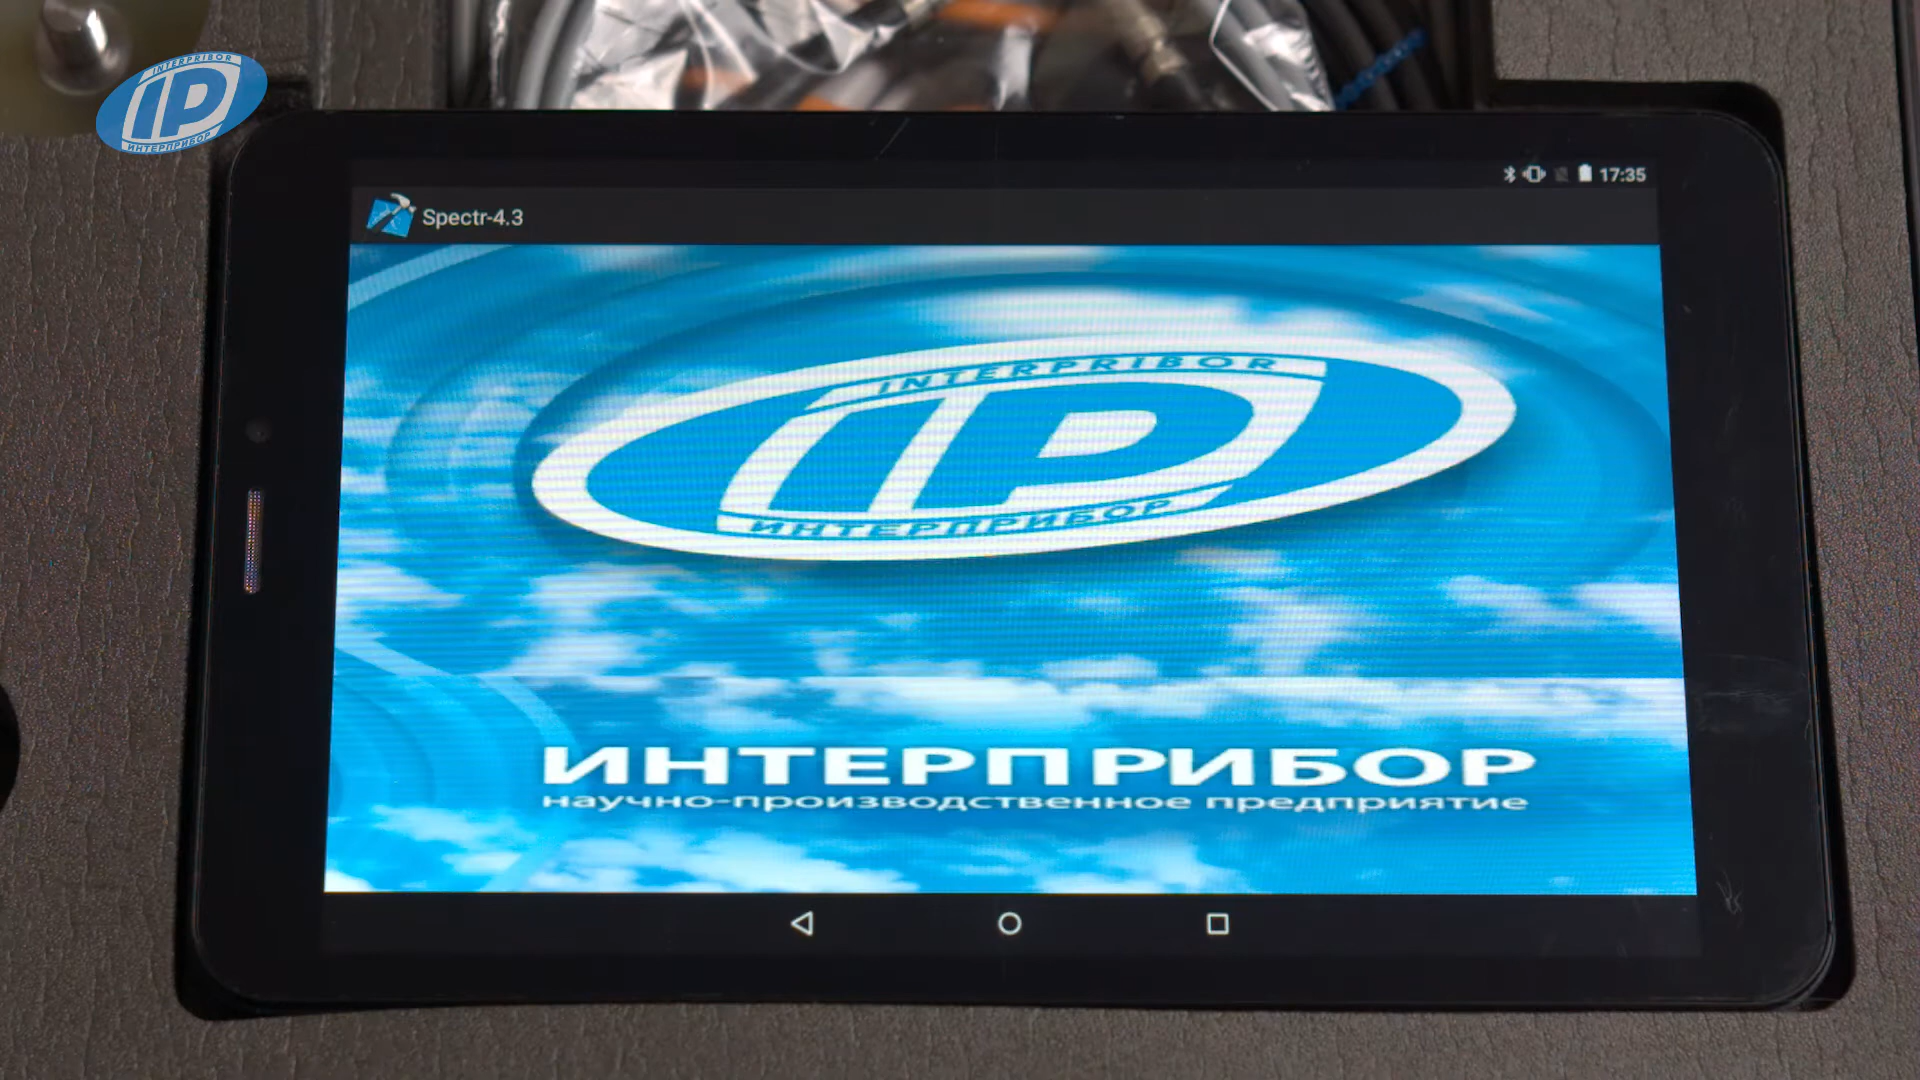 INTERPRIBOR
IP
ИНТЕРПРИБОР
17:35
Spectr-4.3
INTERPRIBOR
IP
ИНТЕРПРИБОР
ИНТЕРПРИБОР
научно-производственное предприятие